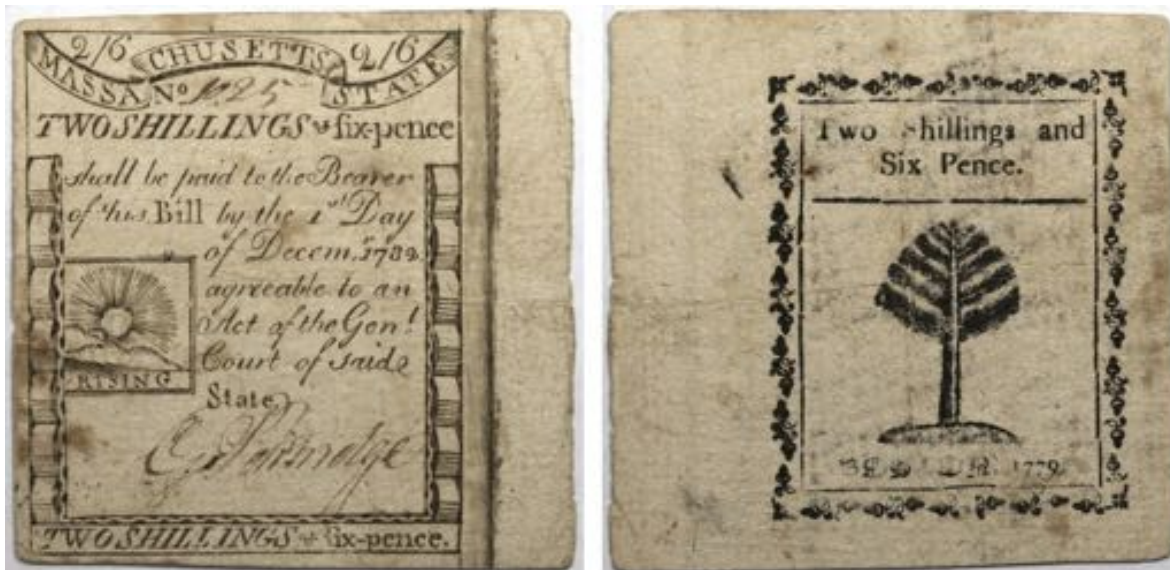 2/6 2/6
MASSA CHUSETTS STATE
No
TWO SHILLINGS & six-pence
shall be paid to the Bearer
of this Bill by the 1st Day
of Decem. 1782
agreeable to an
Act of the Gen.l
Court of said
State
RISING
TWO SHILLINGS & six-pence.
Two hillings and
Six Pence.
1779